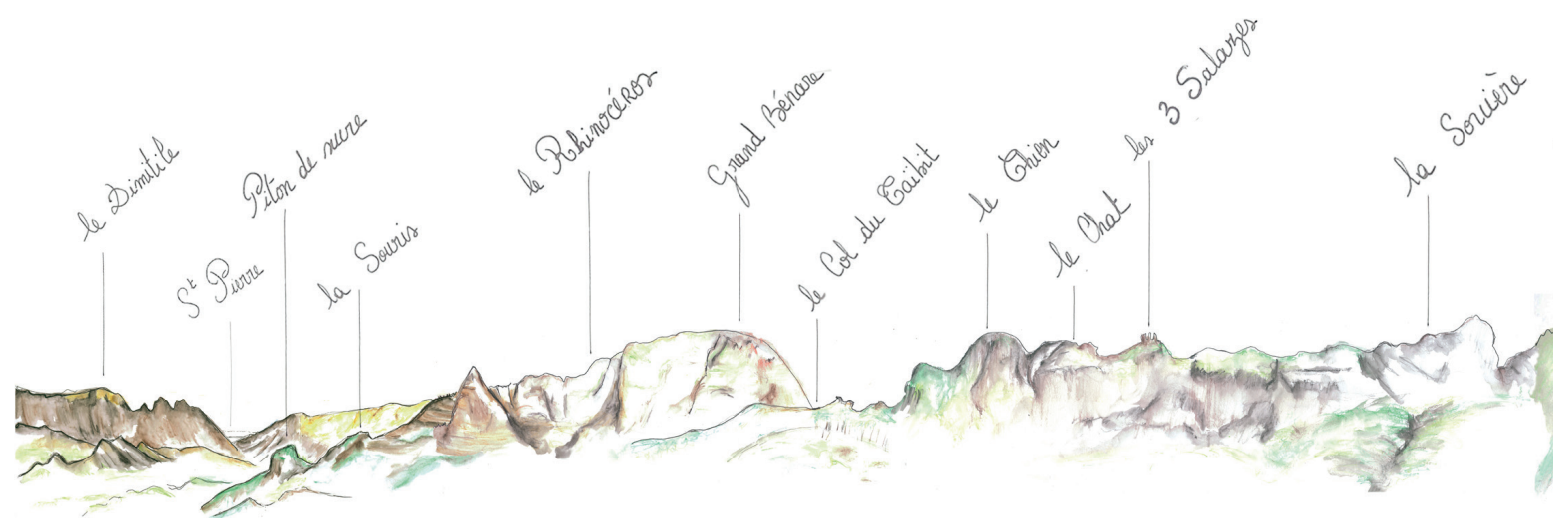 le Dimitile
St Pierre
Piton de sucre
la Souris
le Rhinocéros
Grand Bénare
le Col du Taïbit
le Chien
le Chat
les 3 Salazes
la Sorcière